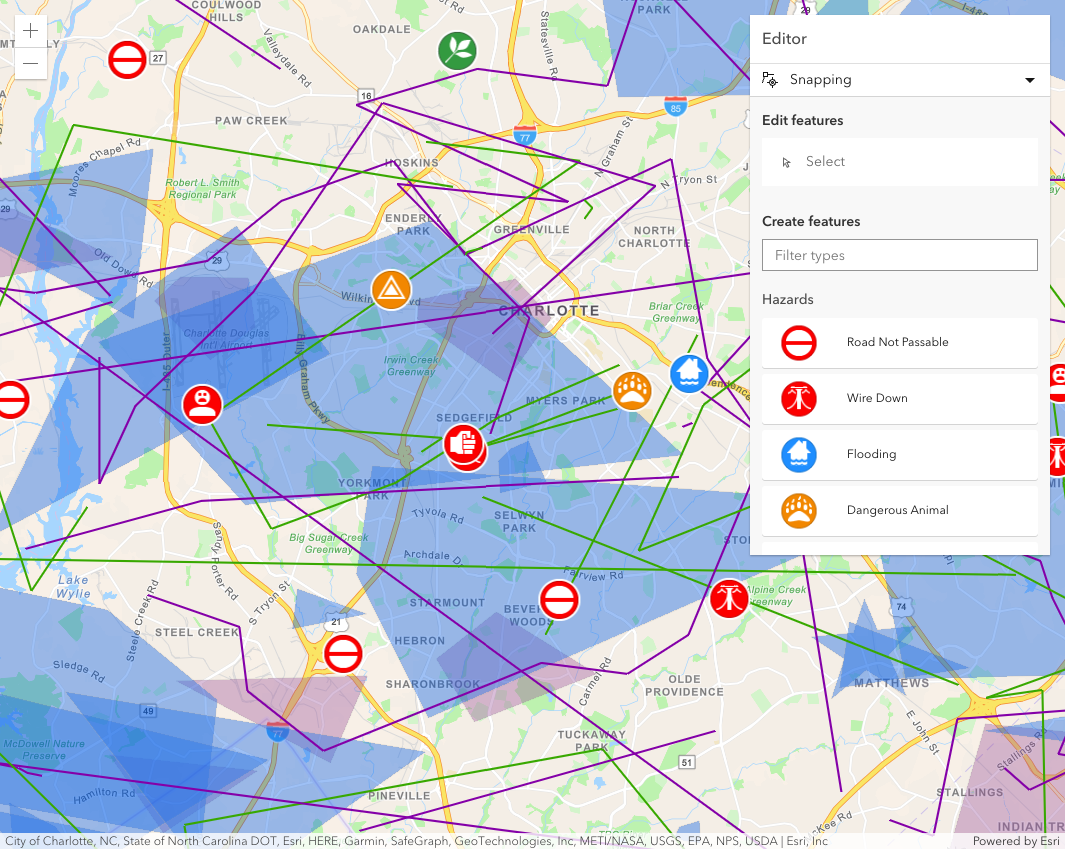 COULWOOD
HILLS
OAKDALE
Statesville Rd
PARK
29
Editor
27
Valleydale Rd
Snapping
16
85
PAW CREEK
77
Edit features
N Graham St
Moores Chapel Rd
HOSKINS
Select
Robert L. Smith
Regional Park
N Tryon St
29
ENDERLY
PARK
GREENVILLE
NORTH
CHARLOTTE
Create features
Filter types
Old Dowd Rd
29
Hazards
CHARLOTTE
Briar Creek
Greenway
Charlotte Douglas
Int'l Airport
I-485 Outer
Billy Graham Pkwy
Irwin Creek
Greenway
Road Not Passable
MYERS PARK
Wire Down
SEDGEFIELD
Flooding
YORKMONT
PARK
Tyvola Rd
SELWYN
PARK
Dangerous Animal
Big Sugar Creek
Greenway
Sandy Porter Rd
Archdale Dr
Fairview Rd
Lake
Wylie
Steele Creek Rd
S Tryon St
STARMOUNT
Alpine Creek
Greenway
74
21
STEEL CREEK
HEBRON
Sledge Rd
SHARONBROOK
Carmel Rd
OLDE
PROVIDENCE
MATTHEWS
49
77
E John St
McDowell Nature
Preserve
TUCKAWAY
PARK
Stallings Rd
51
Hamilton Rd
PINEVILLE
STALLINGS
INDIAN TR
City of Charlotte, NC, State of North Carolina DOT, Esri, HERE, Garmin, SafeGraph, GeoTechnologies, Inc, METI/NASA, USGS, EPA, NPS, USDA | Esri, Inc
Powered by Esri